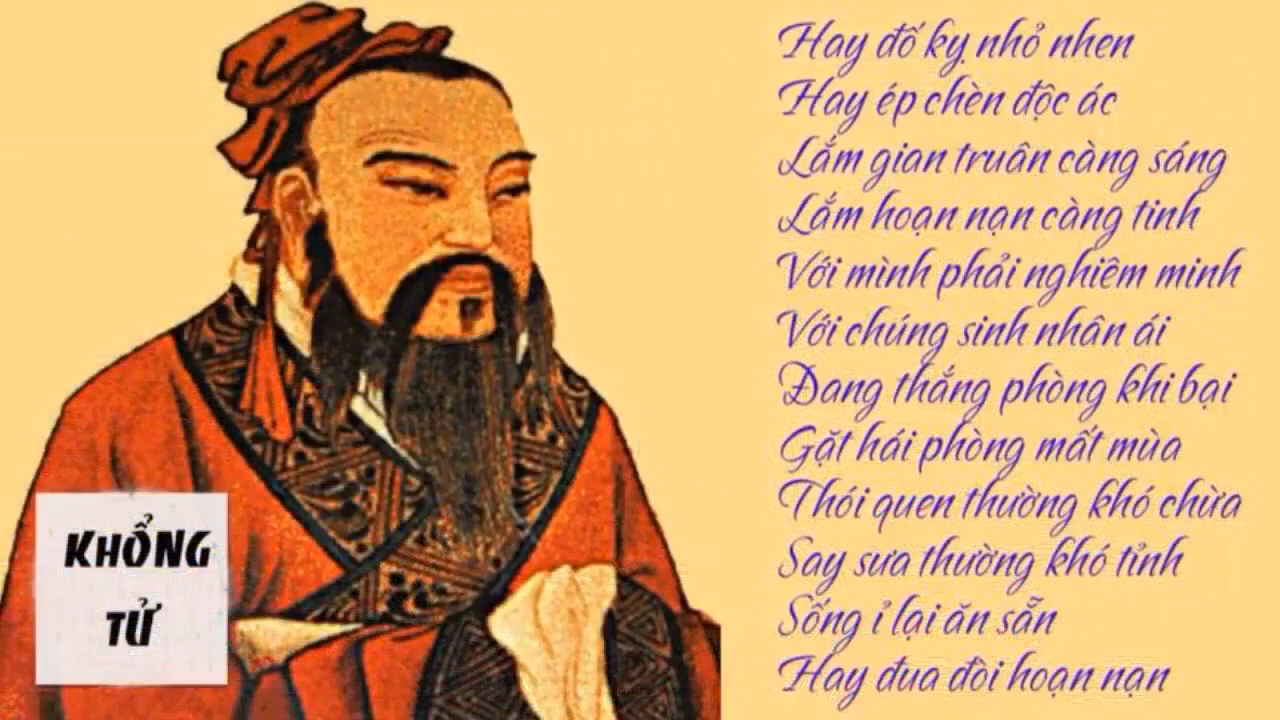 KHỔNG
TỬ
Hay đố kỵ nhỏ nhen
Hay ép chèn độc ác
Lắm gian truân càng sáng
Lắm hoạn nạn càng tinh
Với mình phải nghiêm minh
Với chúng sinh nhân ái
Đang thắng phòng khi bại
Gặt hái phòng mất mùa
Thói quen thường khó chừa
Say sưa thường khó tỉnh
Sống ỉ lại ăn sẵn
Hay đua đòi hoạn nạn